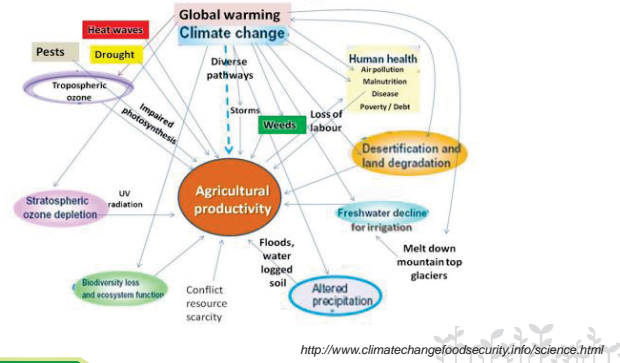 Global warming
Climate change
Heat waves
Pests
Drought
Diverse
pathways
Human health
Air pollution
Malnutrition
Disease
Poverty / Debt
Tropospheric
ozone
Impaired
photosynthesis
Storms
Weeds
Loss of
labour
Desertification and
land degradation
Agricultural
productivity
Stratospheric
ozone depletion
UV
radiation
Freshwater decline
for irrigation
Floods,
water
logged
soil
Melt down
mountain top
glaciers
Biodiversity loss
and ecosystem function
Conflict
resource
scarcity
Altered
precipitation
http://www.climatechangefoodsecurity.info/science.html